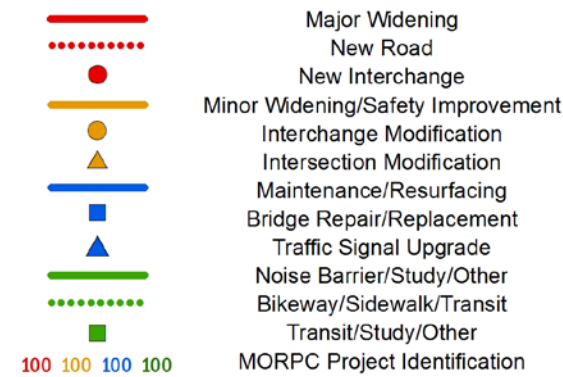 Major Widening
New Road
New Interchange
Minor Widening/Safety Improvement
Interchange Modification
Intersection Modification
Maintenance/Resurfacing
Bridge Repair/Replacement
Traffic Signal Upgrade
Noise Barrier/Study/Other
Bikeway/Sidewalk/Transit
Transit/Study/Other
100 100 100 100 MORPC Project Identification